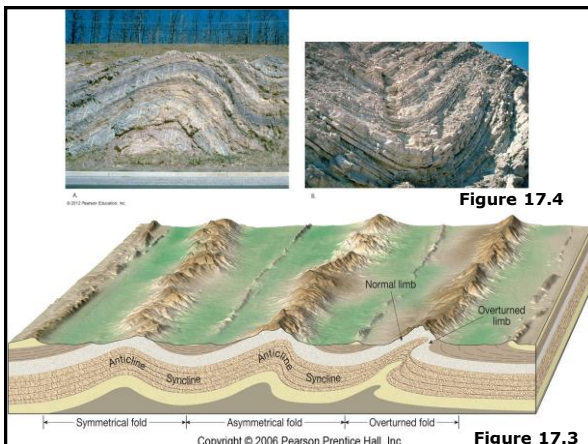 A.
B.
© 2012 Pearson Education, Inc.
Figure 17.4
Normal limb
Overturned
limb
Anticline
Syncline
Anticline
Syncline
Symmetrical fold
Asymmetrical fold
Overturned fold
Copyright © 2006 Pearson Prentice Hall, Inc.
Figure 17.3